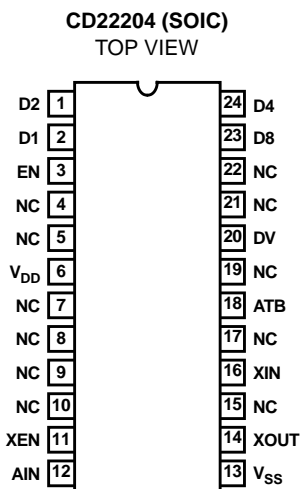 CD22204 (SOIC)
TOP VIEW
D2 1 24 D4
D1 2 23 D8
EN 3 22 NC
NC 4 21 NC
NC 5 20 DV
VDD 6 19 NC
NC 7 18 ATB
NC 8 17 NC
NC 9 16 XIN
NC 10 15 NC
XEN 11 14 XOUT
AIN 12 13 VSS